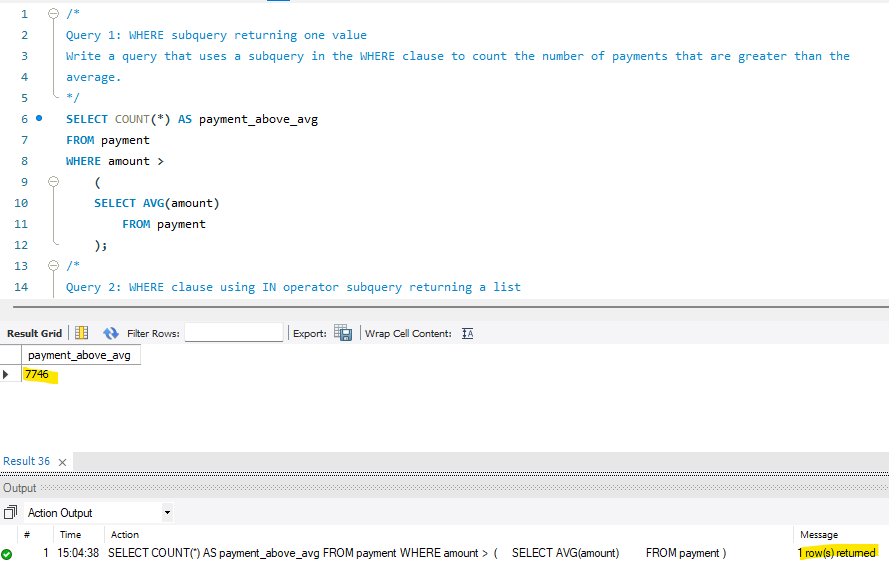 1 /*
2 Query 1: WHERE subquery returning one value
3 Write a query that uses a subquery in the WHERE clause to count the number of payments that are greater than the
4 average.
5 */
6 SELECT COUNT(*) AS payment_above_avg
7 FROM payment
8 WHERE amount >
9 (
10 SELECT AVG(amount)
11 FROM payment
12 );
13 /*
14 Query 2: WHERE clause using IN operator subquery returning a list
Result Grid Filter Rows: Export: Wrap Cell Content: IA
payment_above_avg
7746
Result 36 ×
Output
Action Output
# Time Action Message
1 15:04:38 SELECT COUNT(*) AS payment_above_avg FROM payment WHERE amount > ( SELECT AVG(amount) FROM payment ) 1 row(s) returned